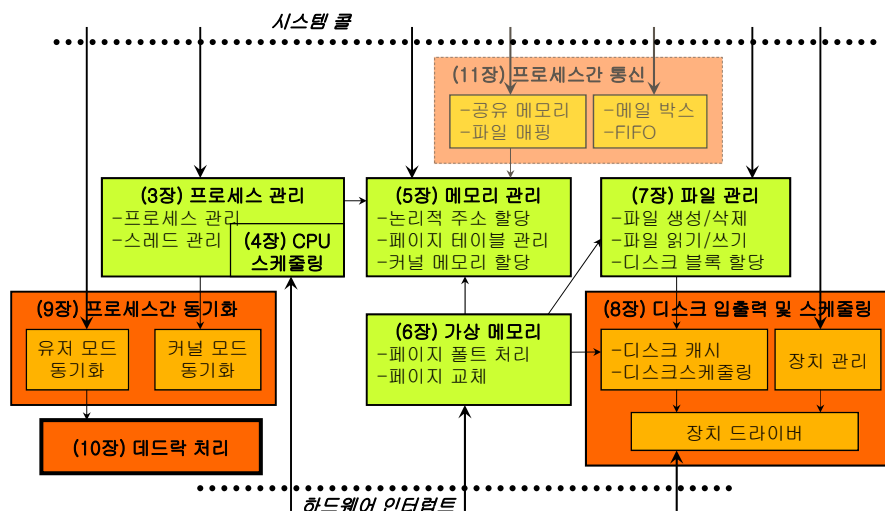 시스템 콜
(11장) 프로세스간 통신
-공유 메모리
-파일 매핑
-메일 박스
-FIFO
(3장) 프로세스 관리
-프로세스 관리
-스레드 관리
(4장) CPU
스케줄링
(5장) 메모리 관리
-논리적 주소 할당
-페이지 테이블 관리
-커널 메모리 할당
(7장) 파일 관리
-파일 생성/삭제
-파일 읽기/쓰기
-디스크 블록 할당
(9장) 프로세스간 동기화
유저 모드
동기화
커널 모드
동기화
(6장) 가상 메모리
-페이지 폴트 처리
-페이지 교체
(8장) 디스크 입출력 및 스케줄링
-디스크 캐시
-디스크스케줄링
장치 관리
장치 드라이버
(10장) 데드락 처리
하드웨어 인터럽트